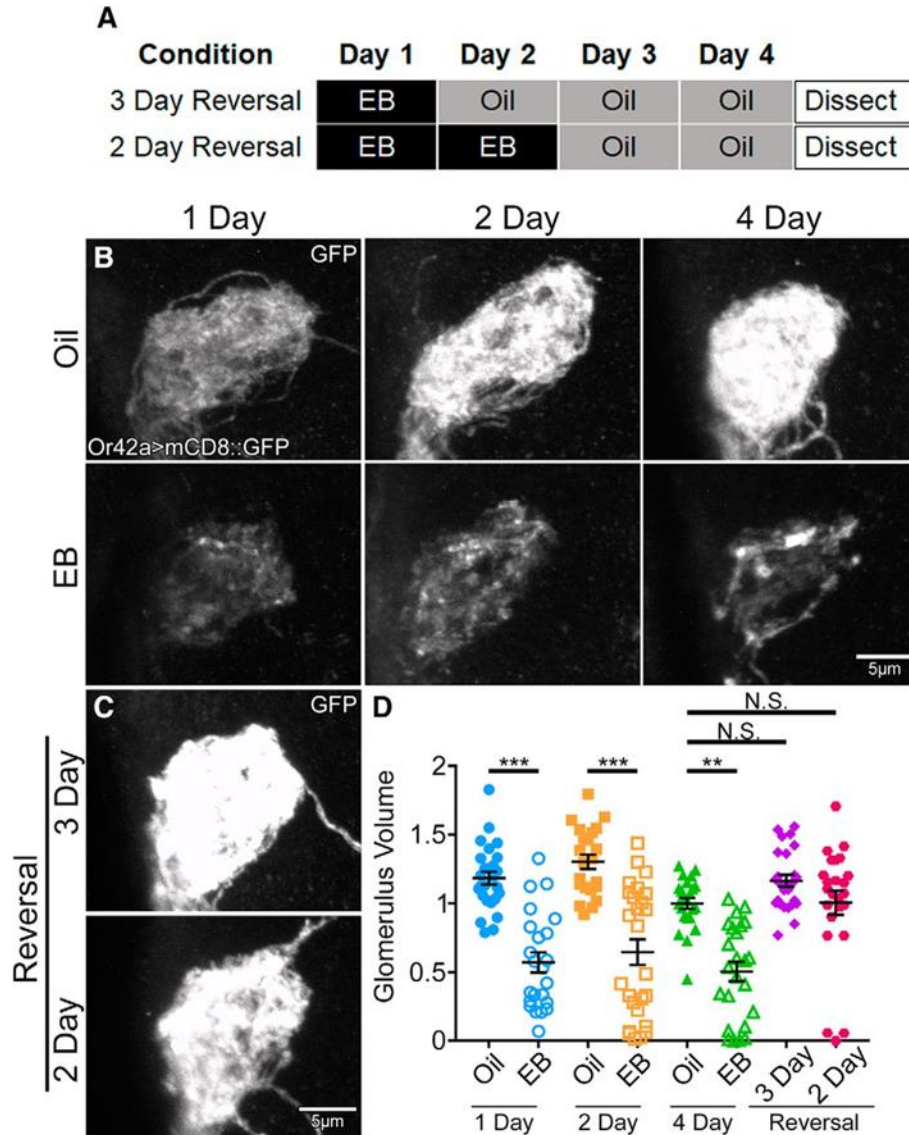 A
Condition Day 1 Day 2 Day 3 Day 4
3 Day Reversal EB Oil Oil Oil Dissect
2 Day Reversal EB EB Oil Oil Dissect
1 Day 2 Day 4 Day
B GFP
Oil
Or42a>mCD8::GFP
EB
5µm
C GFP
Reversal
3 Day
2 Day
5µm
D
N.S.
N.S.
*** *** **
Glomerulus Volume
2
1.5
1
0.5
0
Oil EB Oil EB Oil EB 3 Day 2 Day
1 Day 2 Day 4 Day Reversal